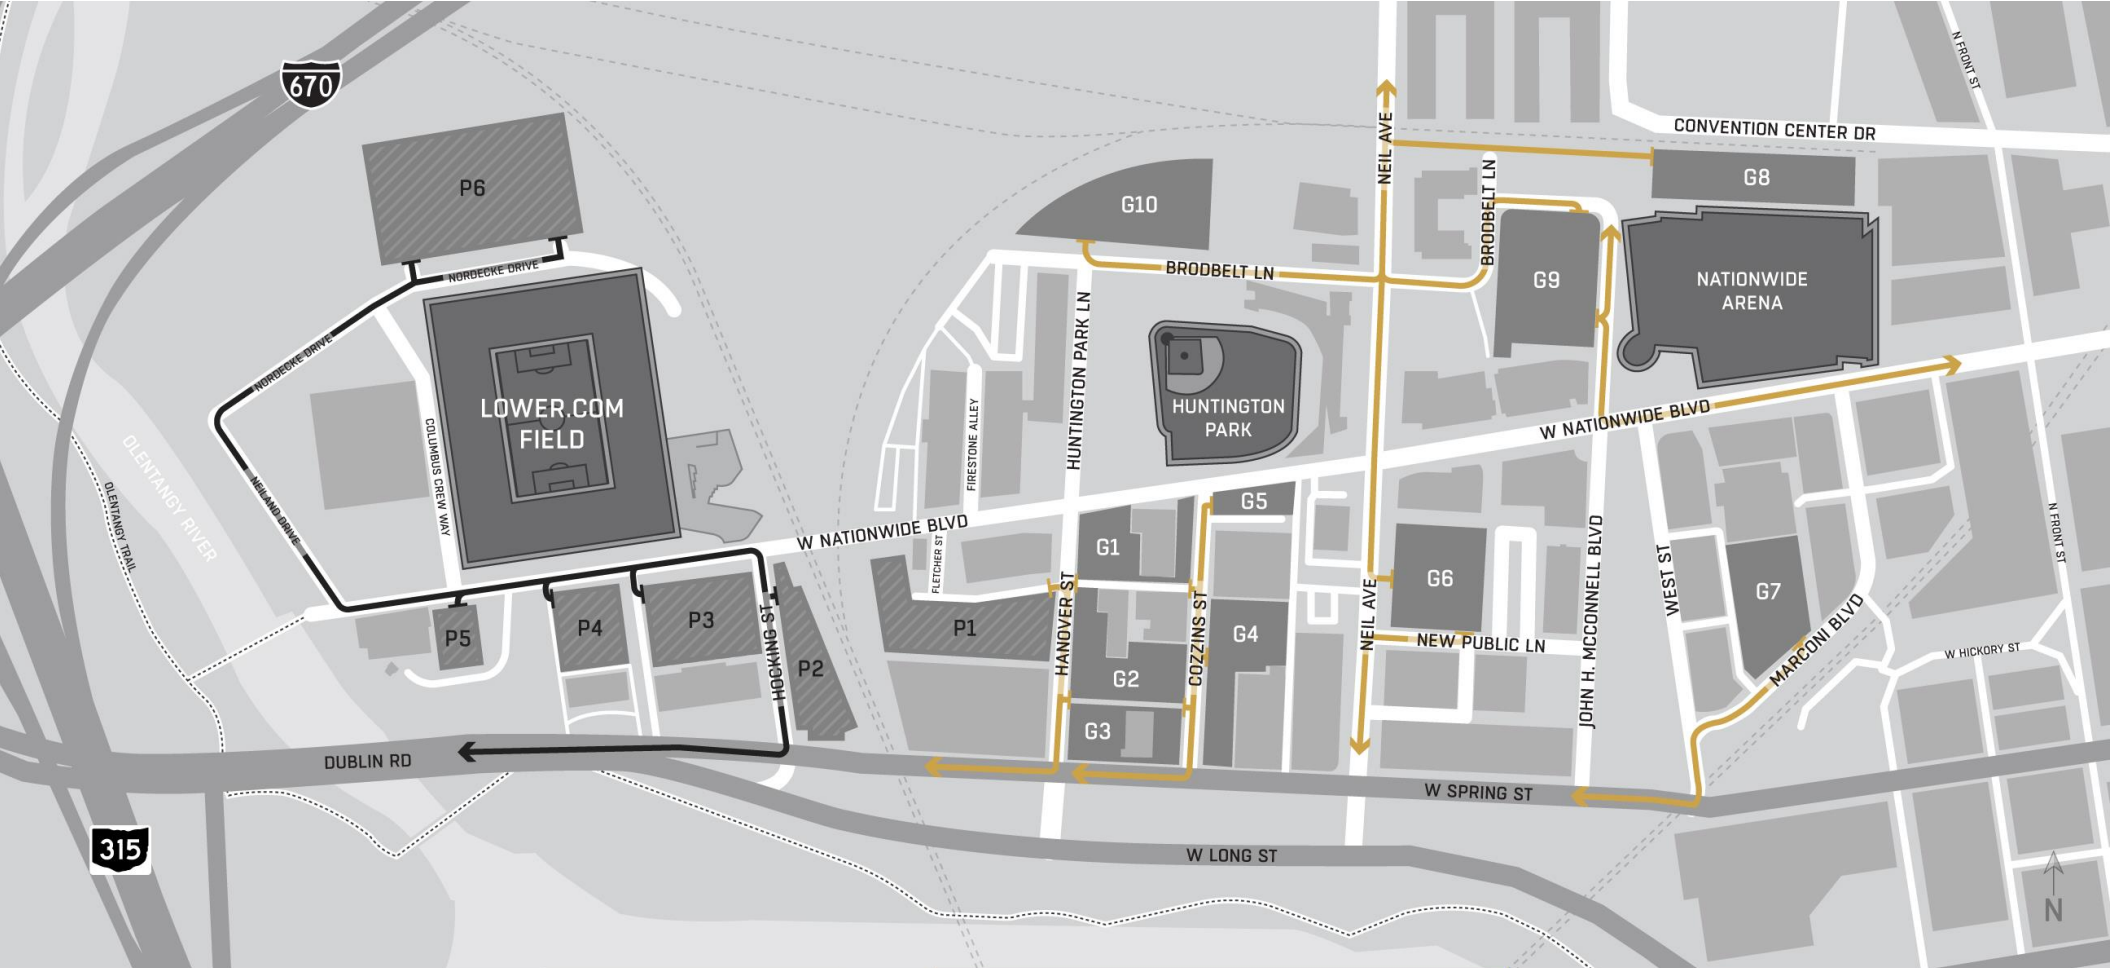 670
P6
NORDECKE DRIVE
NORDECKE DRIVE
LOWER.COM
FIELD
COLUMBUS CREW WAY
NEILAND DRIVE
OLENTANGY RIVER
OLENTANGY TRAIL
P5
P4
P3
HOCKING ST
P2
DUBLIN RD
315
W NATIONWIDE BLVD
FLETCHER ST
FIRESTONE ALLEY
P1
HUNTINGTON PARK LN
G10
BRODBELT LN
BRODBELT LN
HUNTINGTON
PARK
G5
G1
HANOVER ST
COZZINS ST
G4
G2
G3
NEIL AVE
NEIL AVE
G6
NEW PUBLIC LN
JOHN H. MCCONNELL BLVD
G9
G8
NATIONWIDE
ARENA
CONVENTION CENTER DR
N FRONT ST
W NATIONWIDE BLVD
WEST ST
G7
MARCONI BLVD
W HICKORY ST
N FRONT ST
W SPRING ST
W LONG ST
N